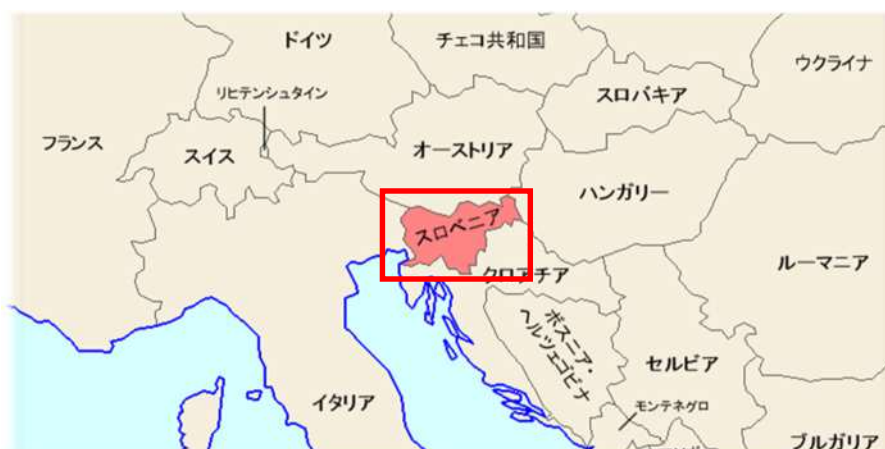 ドイツ
チェコ共和国
ウクライナ
リヒテンシュタイン
スロバキア
フランス
スイス
オーストリア
ハンガリー
スロベニア
クロアチア
ルーマニア
ボスニア・
ヘルツェゴビナ
セルビア
イタリア
モンテネグロ
ブルガリア